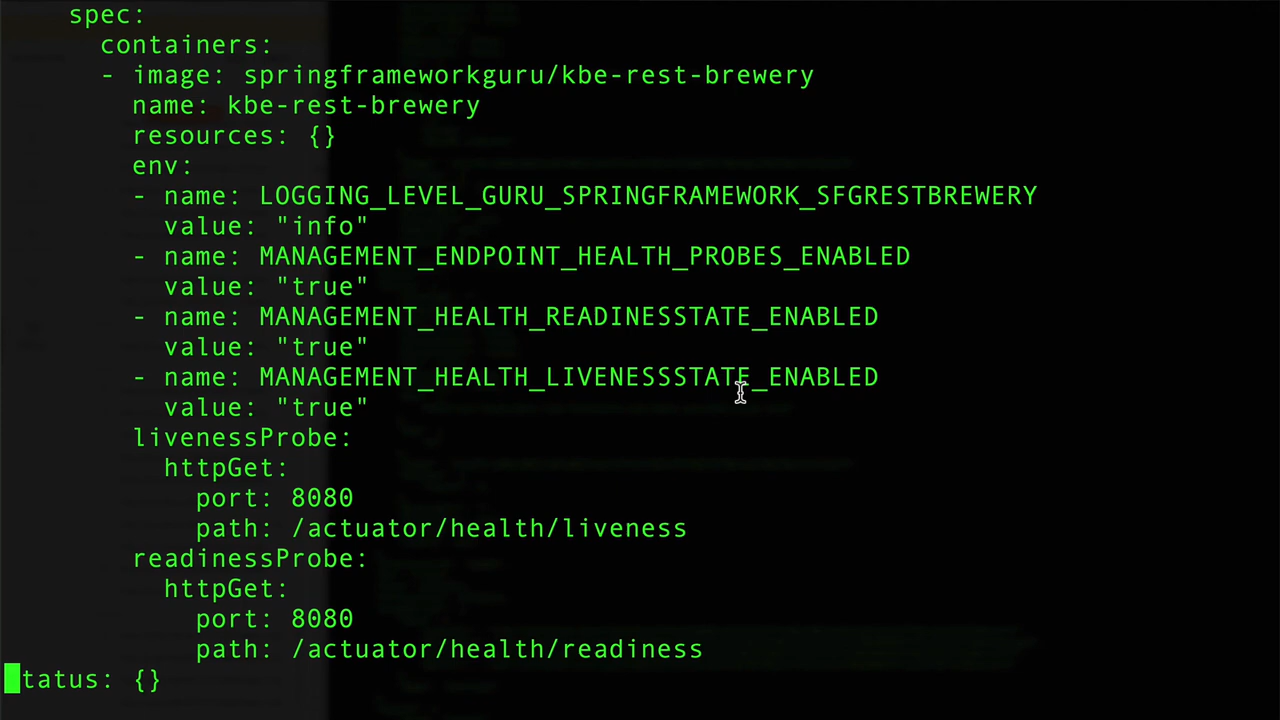 spec:
containers:
- image: springframeworkguru/kbe-rest-brewery
name: kbe-rest-brewery
resources: {}
env:
- name: LOGGING_LEVEL_GURU_SPRINGFRAMEWORK_SFGRESTBREWERY
value: "info"
- name: MANAGEMENT_ENDPOINT_HEALTH_PROBES_ENABLED
value: "true"
- name: MANAGEMENT_HEALTH_READINESSTATE_ENABLED
value: "true"
- name: MANAGEMENT_HEALTH_LIVENESSSTATE_ENABLED
value: "true"
livenessProbe:
httpGet:
port: 8080
path: /actuator/health/liveness
readinessProbe:
httpGet:
port: 8080
path: /actuator/health/readiness
tatus: {}